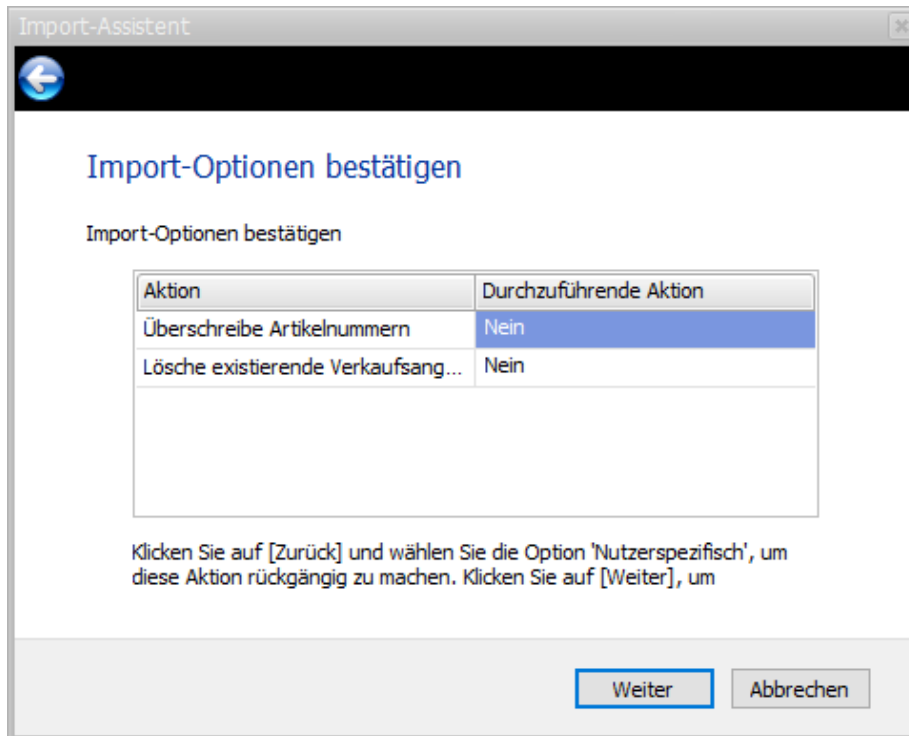 Import-Assistent
Import-Optionen bestätigen
Import-Optionen bestätigen
Aktion Durchzuführende Aktion
Überschreibe Artikelnummern Nein
Lösche existierende Verkaufsang... Nein
Klicken Sie auf [Zurück] und wählen Sie die Option 'Nutzerspezifisch', um
diese Aktion rückgängig zu machen. Klicken Sie auf [Weiter], um
Weiter Abbrechen